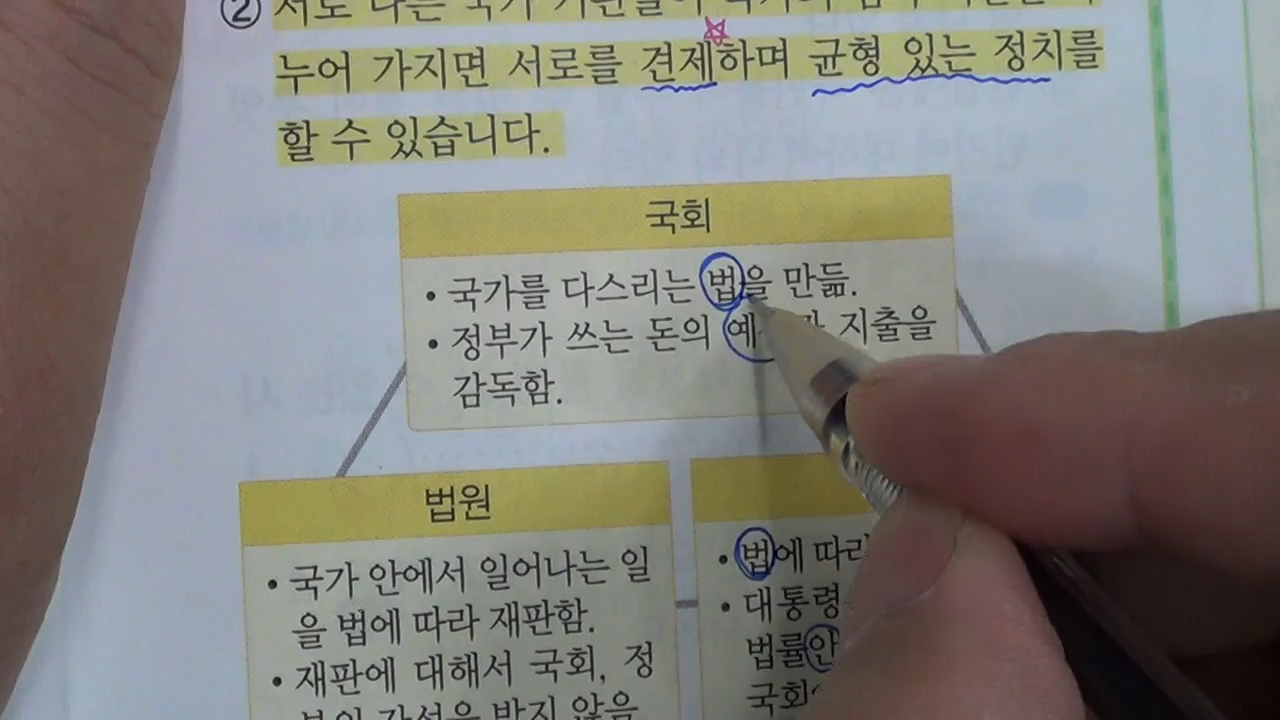 ②
누어 가지면 서로를 견제하며 균형 있는 정치를
할 수 있습니다.
국회
• 국가를 다스리는 법을 만듦.
• 정부가 쓰는 돈의 지출을
감독함.
법원
• 국가 안에서 일어나는 일
을 법에 따라 재판함.
• 재판에 대해서 국회, 정
• 법에 따라
• 대통령
법률안
국회